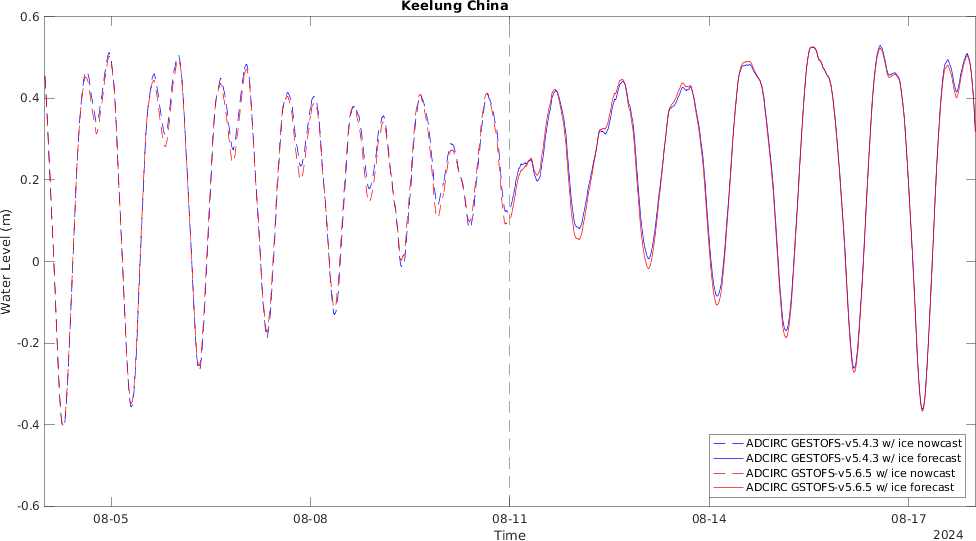 Keelung China
0.6
0.4
0.2
0
-0.2
-0.4
-0.6
Water Level (m)
08-05
08-08
08-11
08-14
08-17
Time
2024
ADCIRC GESTOFS-v5.4.3 w/ ice nowcast
ADCIRC GESTOFS-v5.4.3 w/ ice forecast
ADCIRC GSTOFS-v5.6.5 w/ ice nowcast
ADCIRC GSTOFS-v5.6.5 w/ ice forecast